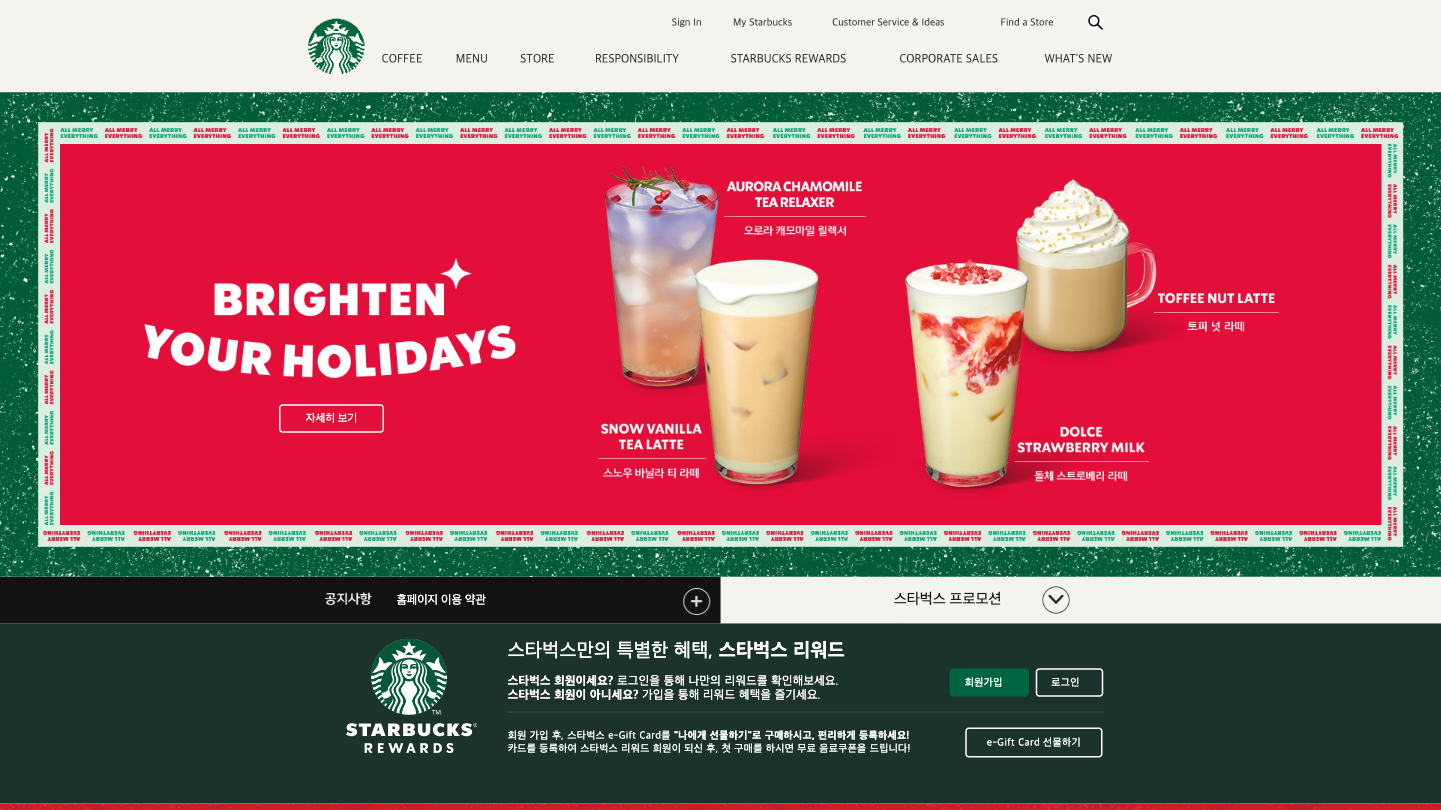 Sign In
My Starbucks
Customer Service & Ideas
Find a Store
COFFEE
MENU
STORE
RESPONSIBILITY
STARBUCKS REWARDS
CORPORATE SALES
WHAT'S NEW
ALL MERRY EVERYTHING
BRIGHTEN
YOUR HOLIDAYS
자세히 보기
AURORA CHAMOMILE
TEA RELAXER
오로라 캐모마일 릴렉서
SNOW VANILLA
TEA LATTE
스노우 바닐라 티 라떼
TOFFEE NUT LATTE
토피 넛 라떼
DOLCE
STRAWBERRY MILK
돌체 스트로베리 라떼
공지사항
홈페이지 이용 약관
스타벅스 프로모션
STARBUCKS®
REWARDS
TM
스타벅스만의 특별한 혜택, 스타벅스 리워드
스타벅스 회원이세요? 로그인을 통해 나만의 리워드를 확인해보세요.
스타벅스 회원이 아니세요? 가입을 통해 리워드 혜택을 즐기세요.
회원가입
로그인
회원 가입 후, 스타벅스 e-Gift Card를 "나에게 선물하기"로 구매하시고, 편리하게 등록하세요!
카드를 등록하여 스타벅스 리워드 회원이 되신 후, 첫 구매를 하시면 무료 음료쿠폰을 드립니다!
e-Gift Card 선물하기